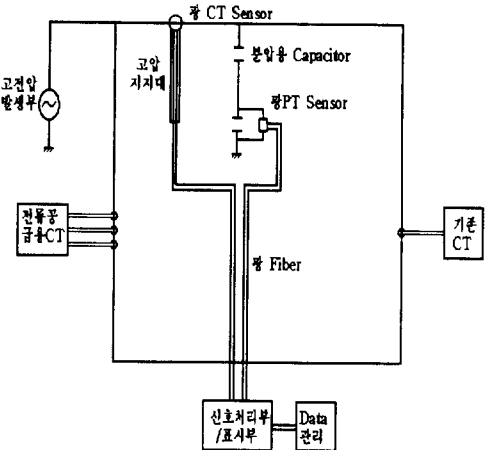 광 CT Sensor
고전압
발생부
고압
지지대
분압용 Capacitor
광PT Sensor
전류공
급용CT
기존
CT
광 Fiber
신호처리부
/표시부
Data
관리